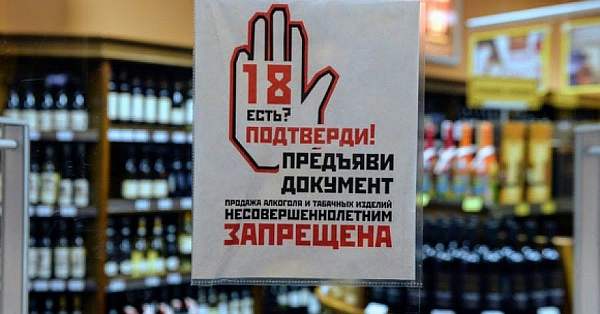 18
ЕСТЬ?
ПОДТВЕРДИ!
ПРЕДЪЯВИ
ДОКУМЕНТ
ПРОДАЖА АЛКОГОЛЯ И ТАБАЧНЫХ ИЗДЕЛИЙ
НЕСОВЕРШЕННОЛЕТНИМ
ЗАПРЕЩЕНА